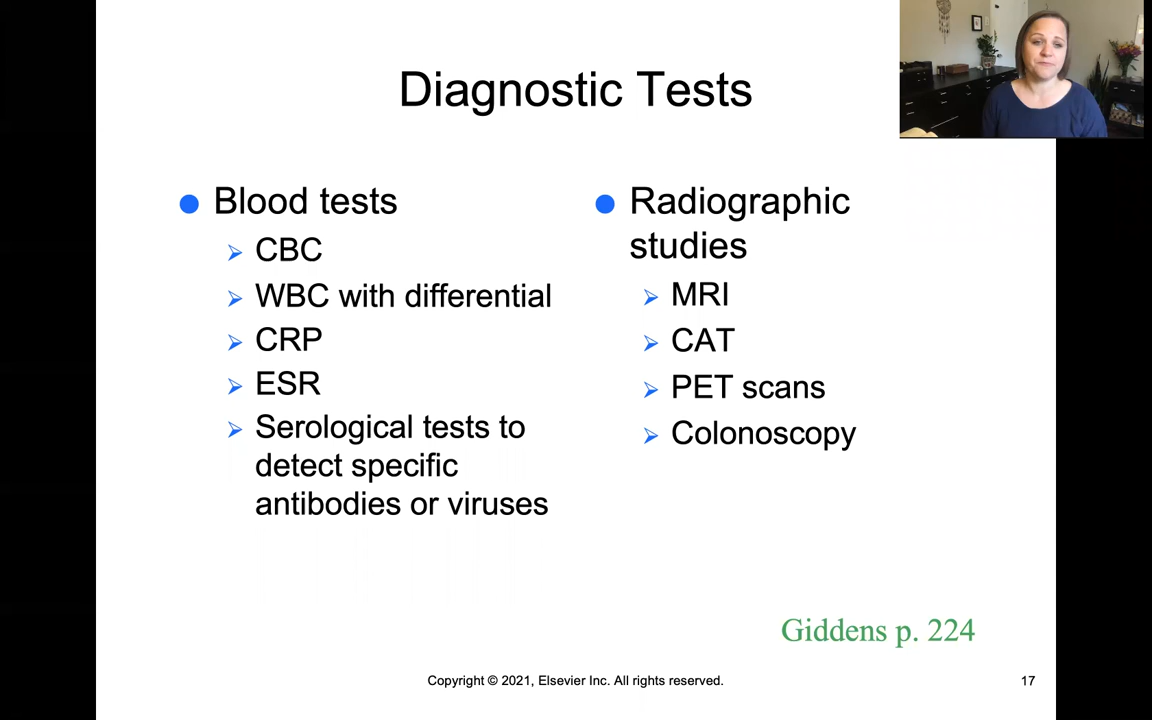 Diagnostic Tests
Blood tests
CBC
WBC with differential
CRP
ESR
Serological tests to
detect specific
antibodies or viruses
Radiographic
studies
MRI
CAT
PET scans
Colonoscopy
Giddens p. 224
Copyright © 2021, Elsevier Inc. All rights reserved.
17